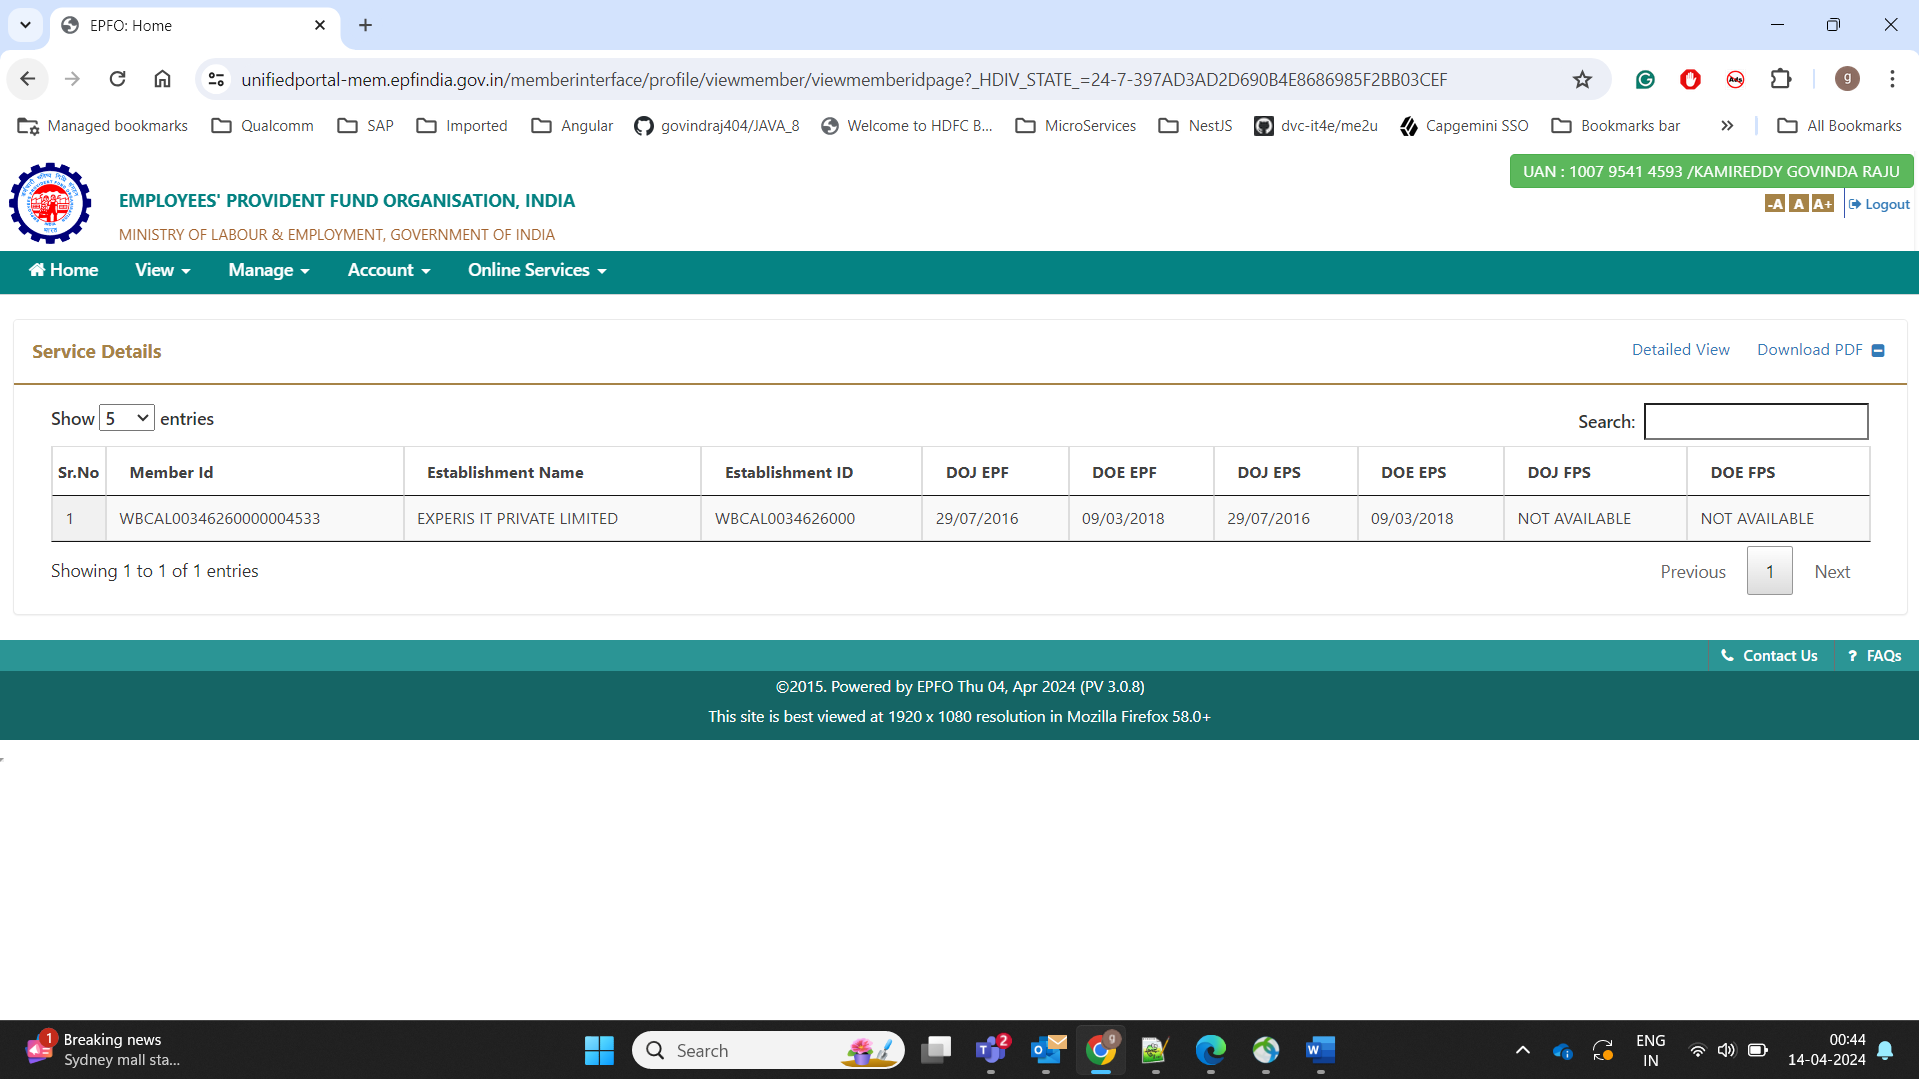 EPFO: Home
unifiedportal-mem.epfindia.gov.in/memberinterface/profile/viewmember/viewmemberidpage?_HDIV_STATE_=24-7-397AD3AD2D690B4E8686985F2BB03CEF
g
Managed bookmarks Qualcomm SAP Imported Angular govindraj404/JAVA_8 Welcome to HDFC B... MicroServices NestJS dvc-it4e/me2u Capgemini SSO Bookmarks bar » All Bookmarks
UAN : 1007 9541 4593 /KAMIREDDY GOVINDA RAJU
EMPLOYEES' PROVIDENT FUND ORGANISATION, INDIA
-A A A+ Logout
MINISTRY OF LABOUR & EMPLOYMENT, GOVERNMENT OF INDIA
Home View Manage Account Online Services
Service Details Detailed View Download PDF
Show 5 entries Search:
Sr.No Member Id Establishment Name Establishment ID DOJ EPF DOE EPF DOJ EPS DOE EPS DOJ FPS DOE FPS
1 WBCAL00346260000004533 EXPERIS IT PRIVATE LIMITED WBCAL0034626000 29/07/2016 09/03/2018 29/07/2016 09/03/2018 NOT AVAILABLE NOT AVAILABLE
Showing 1 to 1 of 1 entries Previous 1 Next
Contact Us ? FAQs
©2015. Powered by EPFO Thu 04, Apr 2024 (PV 3.0.8)
This site is best viewed at 1920 x 1080 resolution in Mozilla Firefox 58.0+
1 Breaking news
Sydney mall sta...
Search
2
g
ENG
IN
00:44
14-04-2024